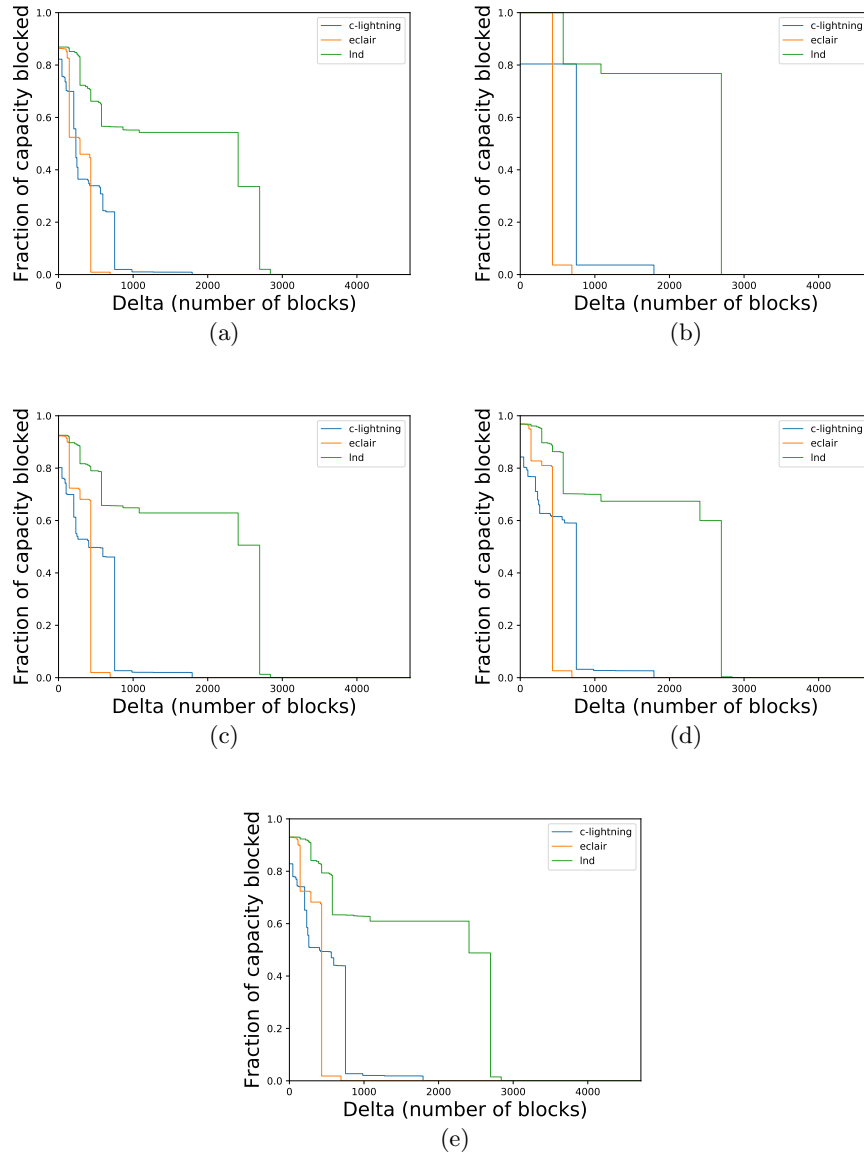 Fraction of capacity blocked
1.0
0.8
0.6
0.4
0.2
0.0
c-lightning
eclair
lnd
0
1000
2000
3000
4000
Delta (number of blocks)
(a)
Fraction of capacity blocked
1.0
0.8
0.6
0.4
0.2
0.0
c-lightning
eclair
lnd
0
1000
2000
3000
4000
Delta (number of blocks)
(b)
Fraction of capacity blocked
1.0
0.8
0.6
0.4
0.2
0.0
c-lightning
eclair
lnd
0
1000
2000
3000
4000
Delta (number of blocks)
(c)
Fraction of capacity blocked
1.0
0.8
0.6
0.4
0.2
0.0
c-lightning
eclair
lnd
0
1000
2000
3000
4000
Delta (number of blocks)
(d)
Fraction of capacity blocked
1.0
0.8
0.6
0.4
0.2
0.0
c-lightning
eclair
lnd
0
1000
2000
3000
4000
Delta (number of blocks)
(e)